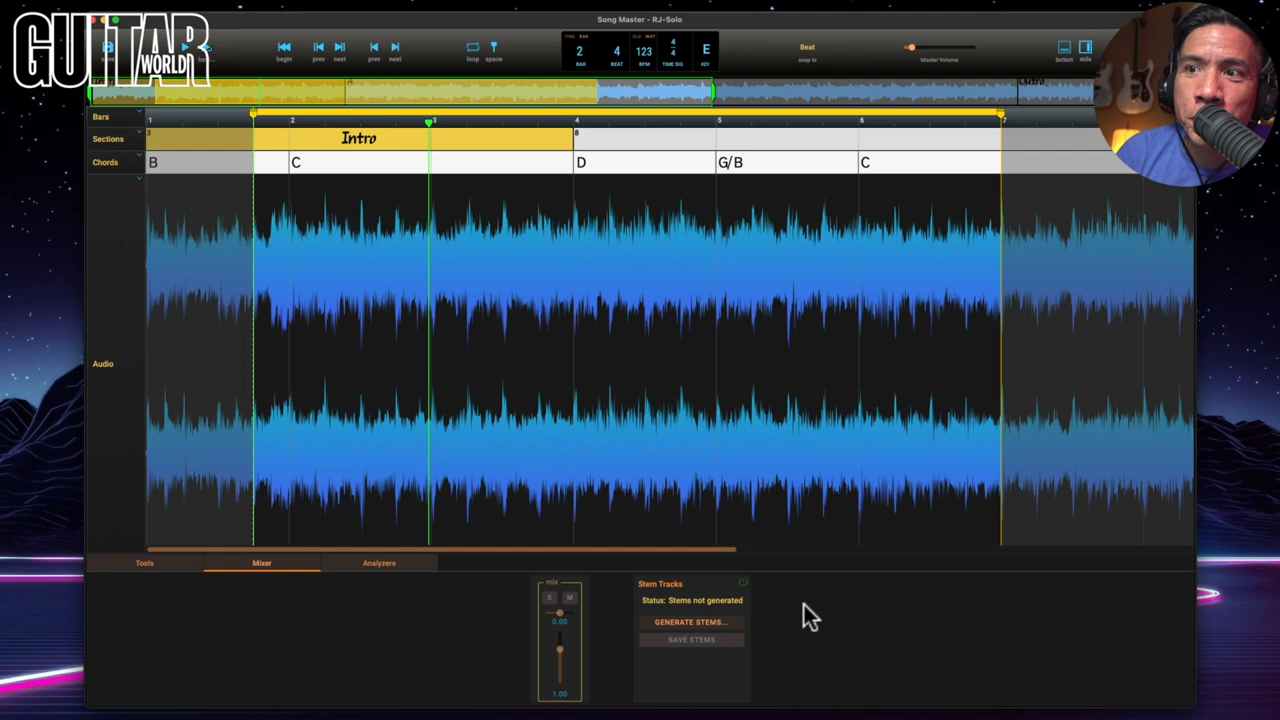 GUITAR
WORLD
Song Master - RJ-Solo
begin
prev
next
prev
next
loop
space
2
BAR
4
BEAT
123
BPM
4
4
TIME SIG
E
KEY
Beat
snap to
Master Volume
bottom
side
A
Outro
Bars
1
2
3
5
6
7
Sections
3
Intro
8
Chords
B
C
D
G/B
C
Audio
Tools
Mixer
Analyzers
mix
S
M
0.00
1.00
Stem Tracks
Status: Stems not generated
GENERATE STEMS...
SAVE STEMS